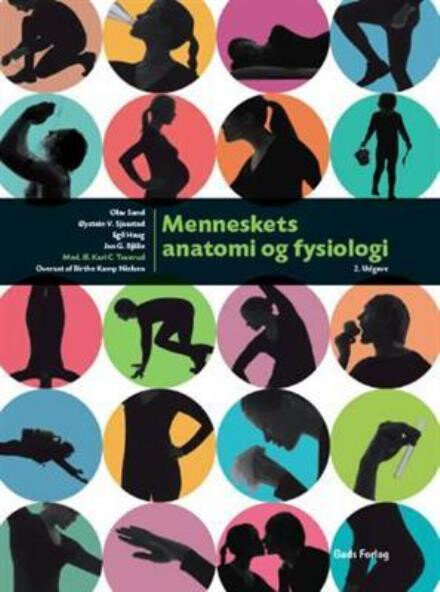 Olav Sand
Øystein V. Sjaastad
Egil Haug
Jan G. Bjålie
Med. ill. Kari C. Toverud
Oversat af Birthe Kamp Nielsen
Menneskets
anatomi og fysiologi
2. Udgave
Gads Forlag